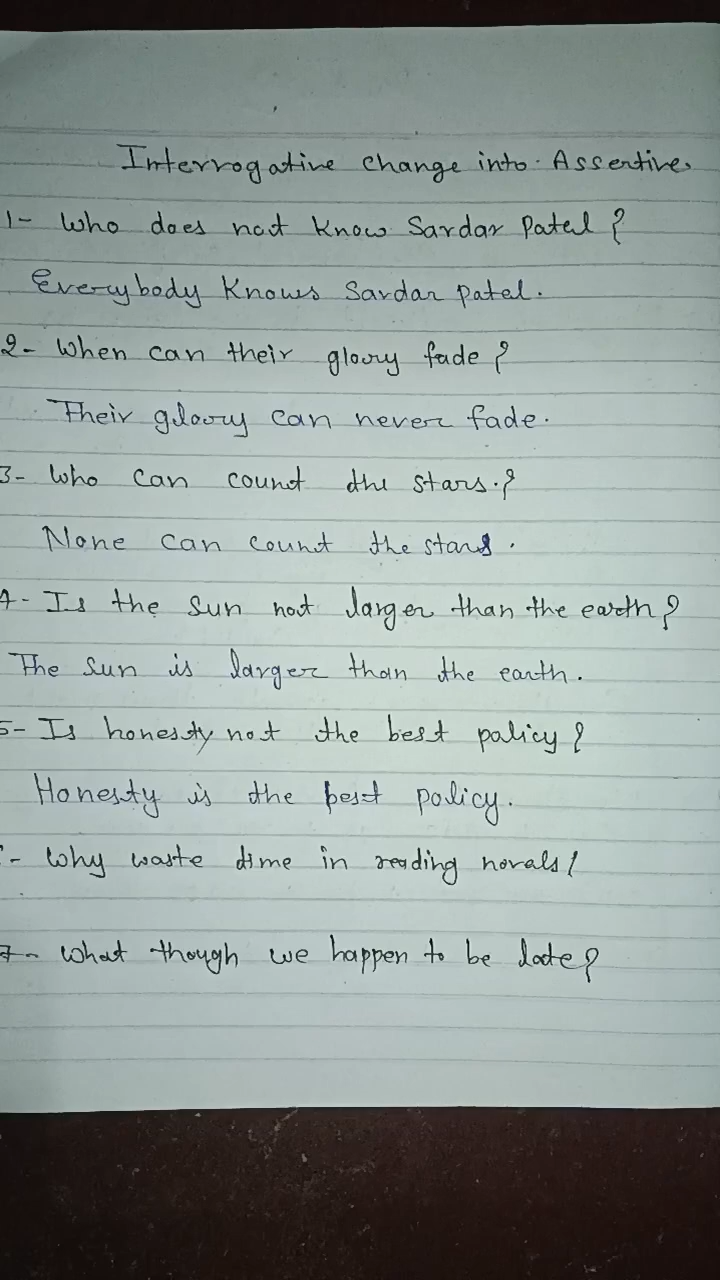 Interrogative change into. Assertive.
1- Who does not know Sardar Patel ?
Everybody knows Sardar patel.
2- When can their gloory fade ?
Their gloory can never fade.
3- Who can count the stars.?
None can count the stars.
4- Is the sun not larger than the earth?
The sun is larger than the earth.
5- Is honesty not the best policy?
Honesty is the best policy.
- Why waste time in reading novals!
7- What though we happen to be late?